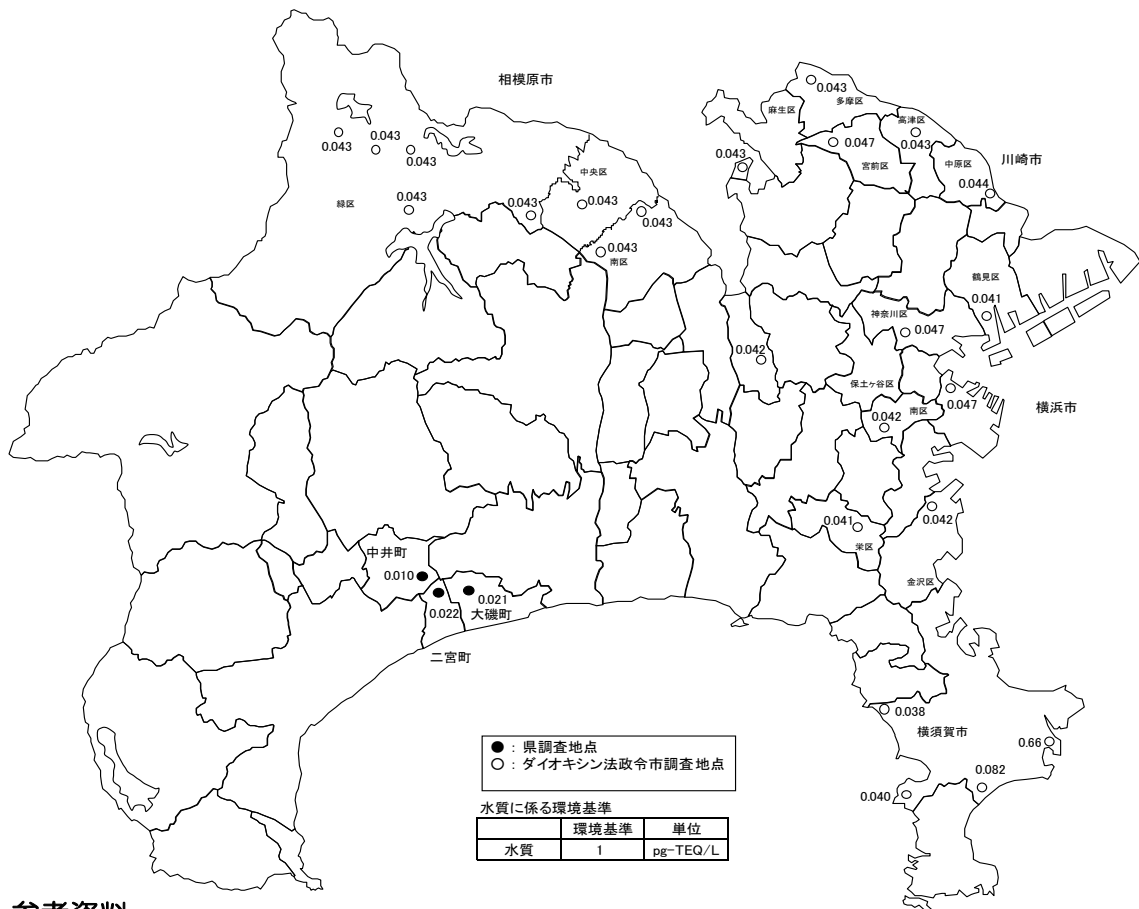 相模原市
0.043
多摩区
麻生区
高津区
0.043
0.047
宮前区
中原区
川崎市
0.044
0.043
0.043
0.043
0.043
0.043
緑区
0.043
中央区
0.043
0.043
0.043
南区
鶴見区
0.041
神奈川区
0.047
0.042
保土ヶ谷区
南区
0.047
横浜市
0.042
0.041
栄区
0.042
金沢区
中井町
0.010
0.022
0.021
大磯町
二宮町
0.038
横須賀市
0.66
0.082
0.040
● : 県調査地点
○ : ダイオキシン法政令市調査地点
水質に係る環境基準
環境基準 単位
水質 1 pg-TEQ/L
参考資料